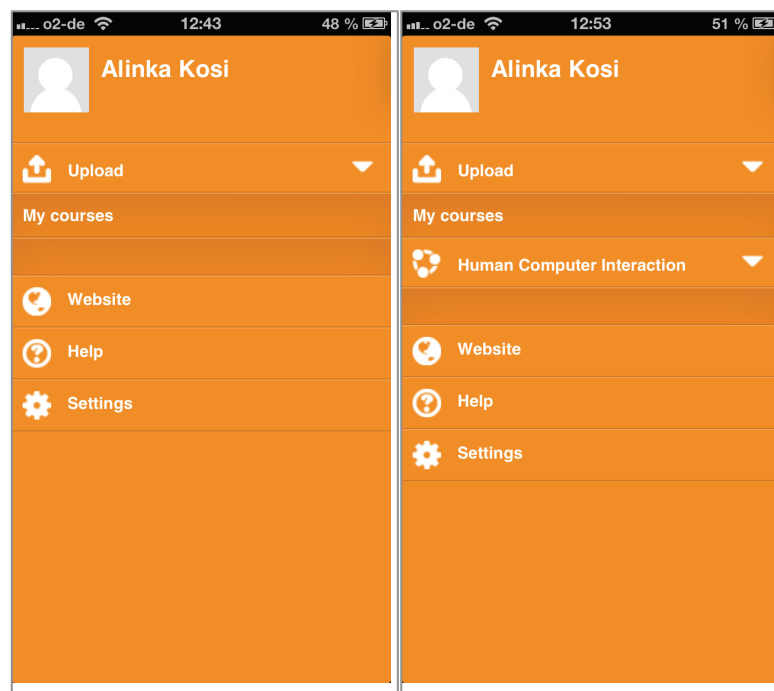 o2-de 12:43 48 %
Alinka Kosi
Upload
My courses
Website
Help
Settings
o2-de 12:53 51 %
Alinka Kosi
Upload
My courses
Human Computer Interaction
Website
Help
Settings